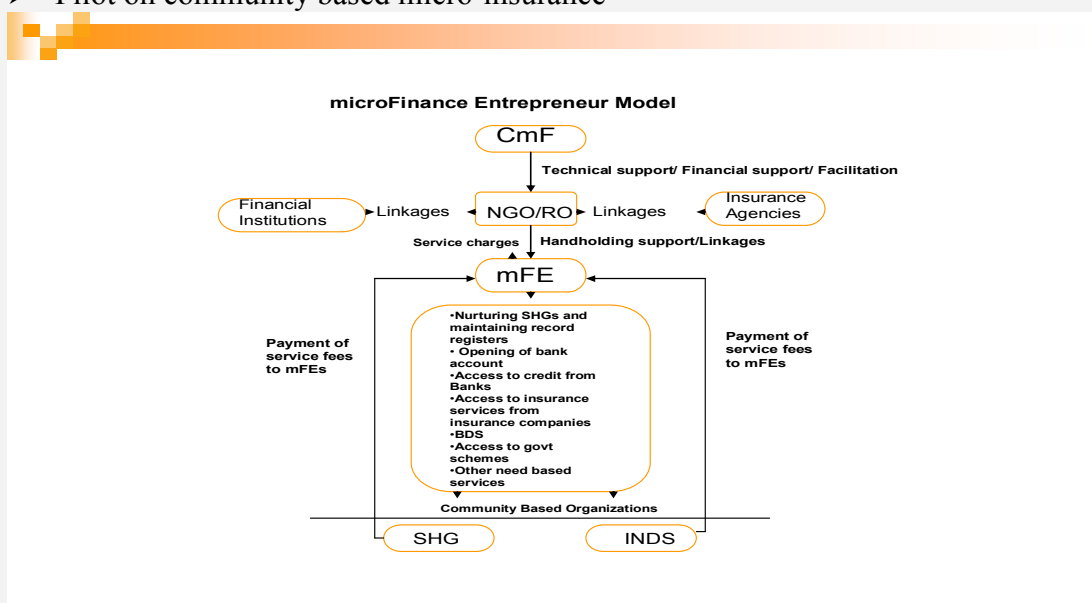 ➢ Pilot on community based micro-insurance
microFinance Entrepreneur Model
CmF
Technical support/ Financial support/ Facilitation
Financial
Institutions
Linkages
NGO/RO
Linkages
Insurance
Agencies
Service charges
Handholding support/Linkages
mFE
Payment of
service fees
to mFEs
•Nurturing SHGs and
maintaining record
registers
• Opening of bank
account
•Access to credit from
Banks
•Access to insurance
services from
insurance companies
•BDS
•Access to govt
schemes
•Other need based
services
Payment of
service fees
to mFEs
Community Based Organizations
SHG
INDS